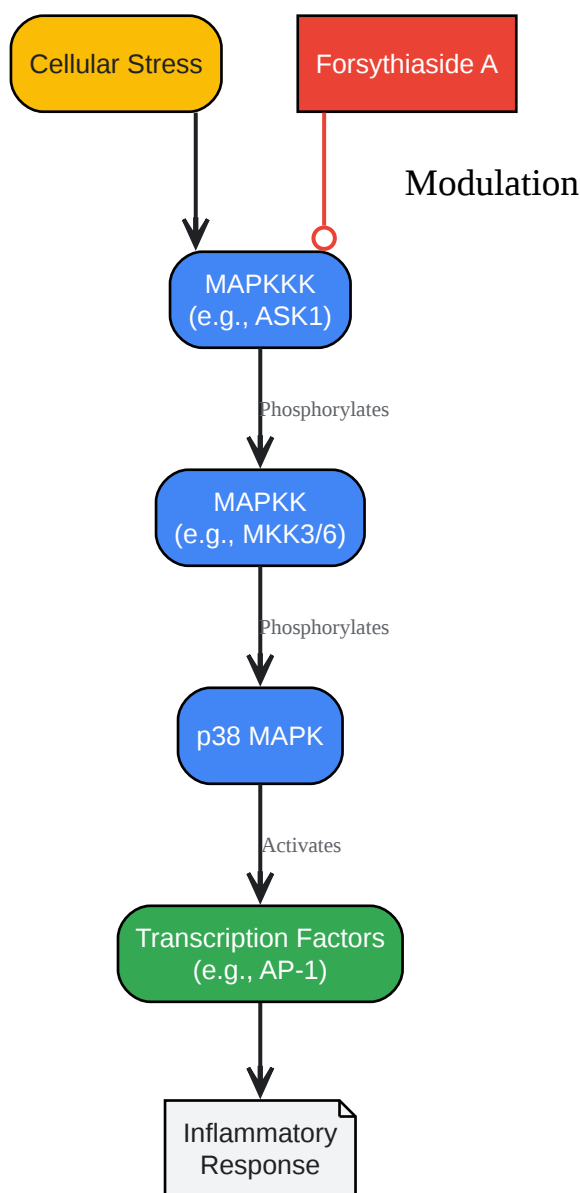 Cellular Stress
Forsythiaside A
Modulation
MAPKKK
(e.g., ASK1)
Phosphorylates
MAPKK
(e.g., MKK3/6)
Phosphorylates
p38 MAPK
Activates
Transcription Factors
(e.g., AP-1)
Inflammatory
Response